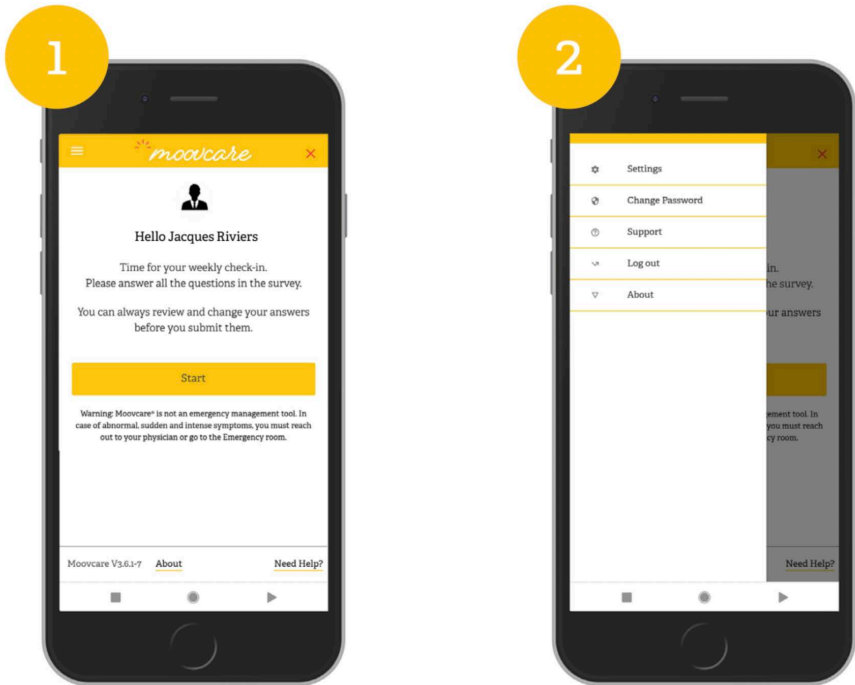 1
moovcare
Hello Jacques Riviers
Time for your weekly check-in.
Please answer all the questions in the survey.
You can always review and change your answers
before you submit them.
Start
Warning: Moovcare® is not an emergency management tool. In
case of abnormal, sudden and intense symptoms, you must reach
out to your physician or go to the Emergency room.
Moovcare V3.6.1-7 About Need Help?
2
Settings
Change Password
Support
Log out
About
in.
he survey.
ur answers
ement tool. In
you must reach
cy room.
Need Help?